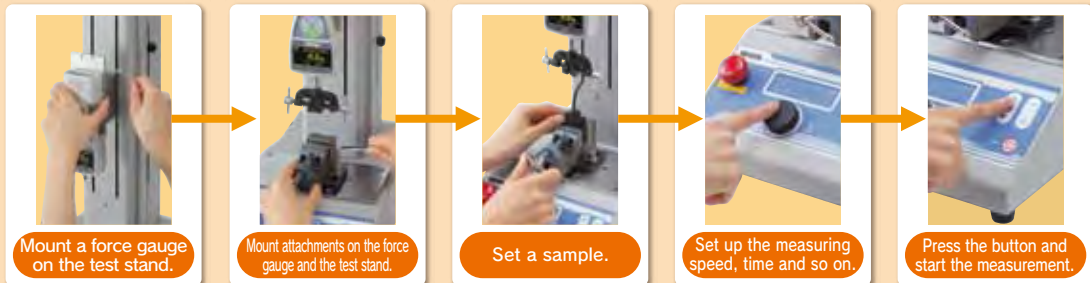 Mount a force gauge
on the test stand.
Mount attachments on the force
gauge and the test stand.
Set a sample.
Set up the measuring
speed, time and so on.
Press the button and
start the measurement.